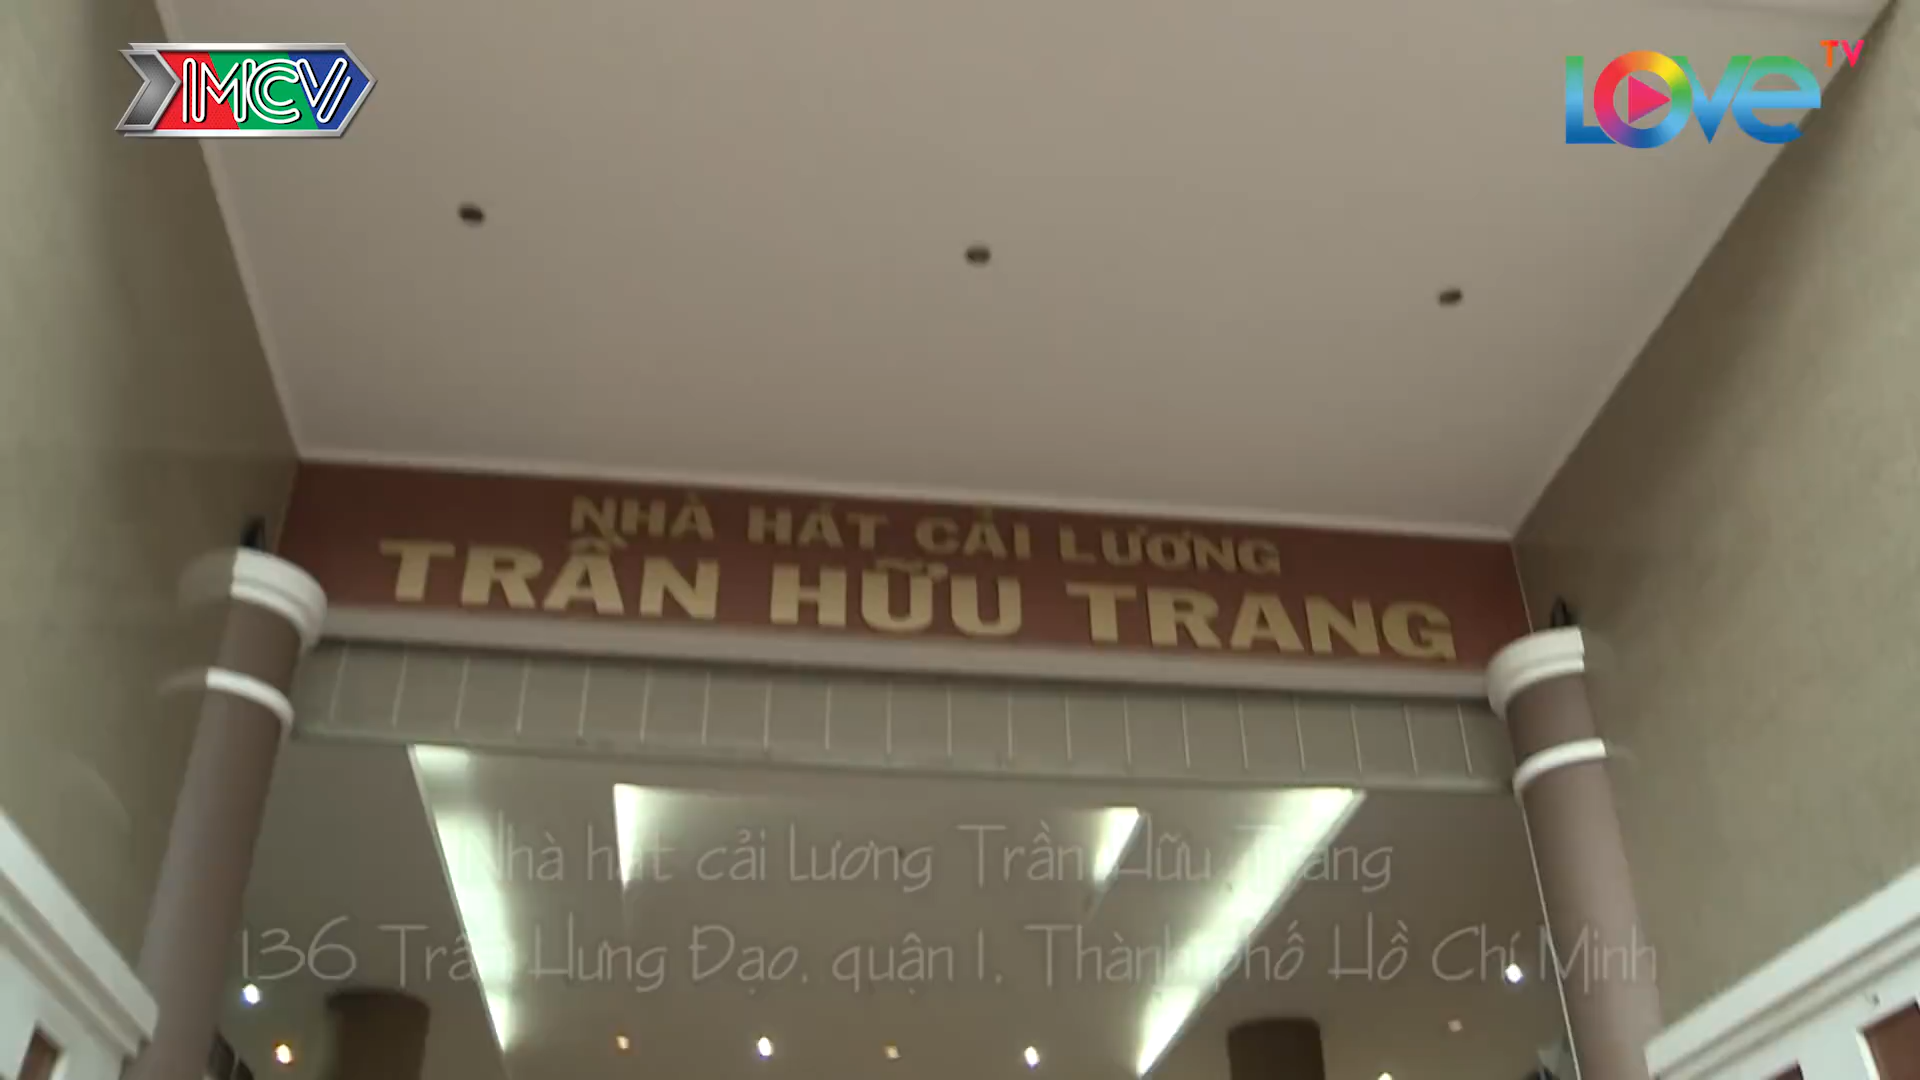 MCV
LOVE TV
NHÀ HÁT CẢI LƯƠNG
TRẦN HỮU TRANG
Nhà hát cải lương Trần Hữu Trang
136 Trần Hưng Đạo, quận 1, Thành phố Hồ Chí Minh